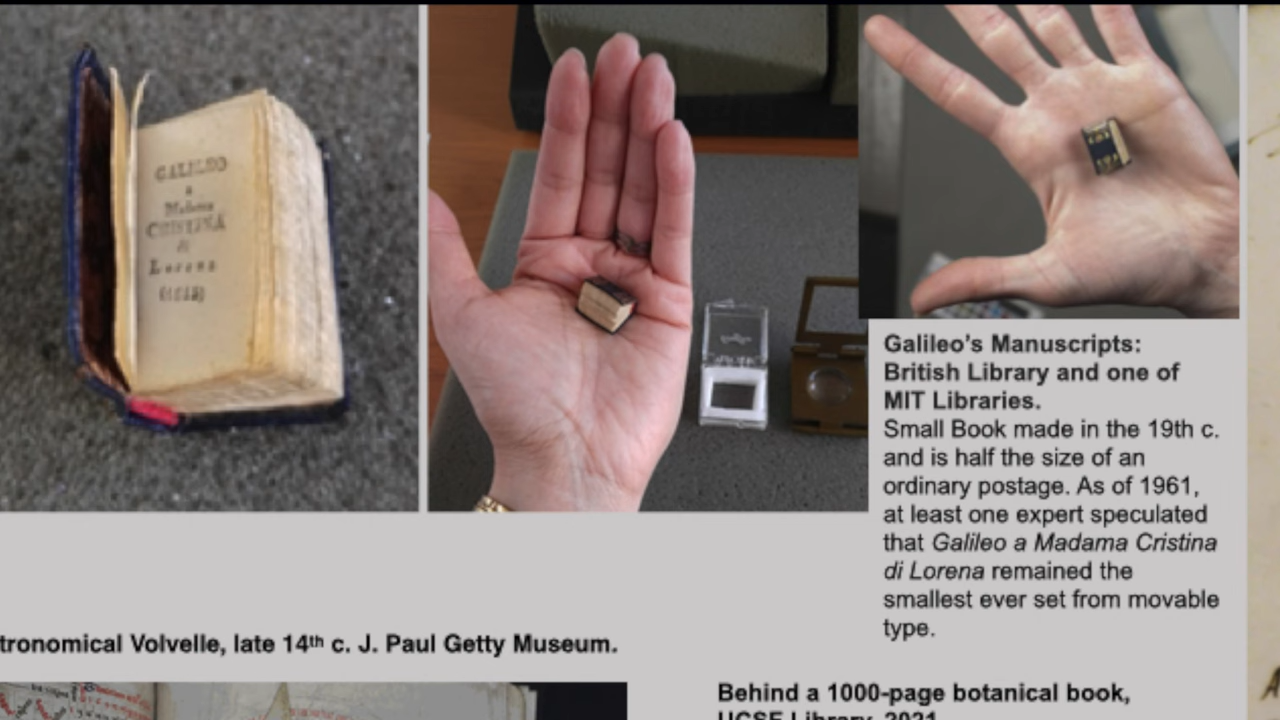 GALILEO
a
Madama
CRISTINA
di
Lorena
(1615)
Galileo’s Manuscripts:
British Library and one of
MIT Libraries.
Small Book made in the 19th c.
and is half the size of an
ordinary postage. As of 1961,
at least one expert speculated
that Galileo a Madama Cristina
di Lorena remained the
smallest ever set from movable
type.
tronomical Volvelle, late 14th c. J. Paul Getty Museum.
Behind a 1000-page botanical book,
UCSF Library, 2021